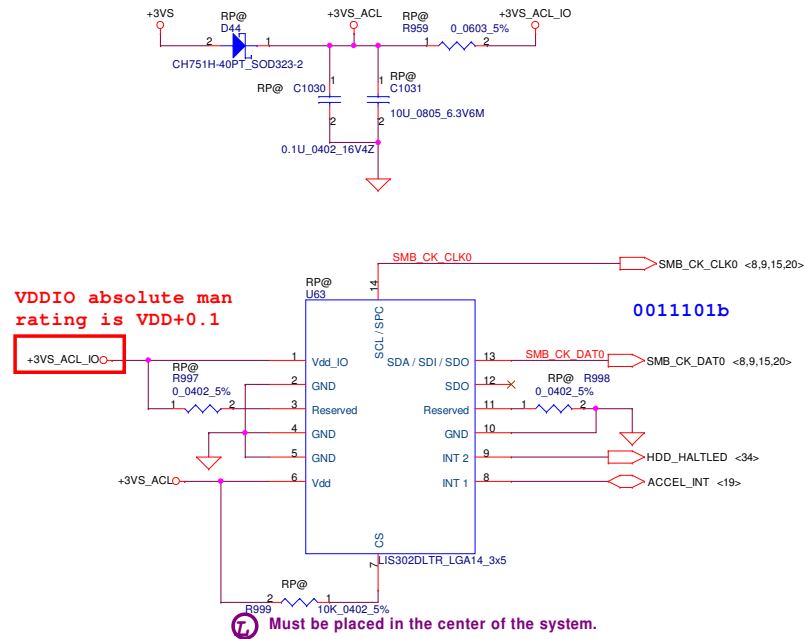 +3VS
RP@
D44
2
1
CH751H-40PT_SOD323-2
+3VS_ACL
RP@
R959
0_0603_5%
1
2
+3VS_ACL_IO
RP@
C1030
1
2
0.1U_0402_16V4Z
RP@
C1031
1
2
10U_0805_6.3V6M
SMB_CK_CLK0
SMB_CK_CLK0 <8,9,15,20>
RP@
U63
14
SCL / SPC
VDDIO absolute man
rating is VDD+0.1
0011101b
+3VS_ACL_IO
1
Vdd_IO
SDA / SDI / SDO
13
SMB_CK_DAT0
SMB_CK_DAT0 <8,9,15,20>
RP@
R997
0_0402_5%
2
GND
SDO
12
RP@
R998
0_0402_5%
1
2
3
Reserved
Reserved
11
1
2
4
GND
GND
10
5
GND
INT 2
9
HDD_HALTLED <34>
+3VS_ACL
6
Vdd
INT 1
8
ACCEL_INT <19>
CS
7
LIS302DLTR_LGA14_3x5
RP@
2
1
R999
10K_0402_5%
L
Must be placed in the center of the system.